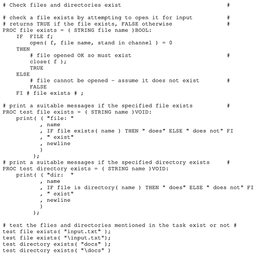 # Check files and directories exist #
# check a file exists by attempting to open it for input #
# returns TRUE if the file exists, FALSE otherwise #
PROC file exists = ( STRING file name )BOOL:
IF FILE f;
open( f, file name, stand in channel ) = 0
THEN
# file opened OK so must exist #
close( f );
TRUE
ELSE
# file cannot be opened - assume it does not exist #
FALSE
FI # file exists # ;
# print a suitable messages if the specified file exists #
PROC test file exists = ( STRING name )VOID:
print( ( "file: "
, name
, IF file exists( name ) THEN " does" ELSE " does not" FI
, " exist"
, newline
)
);
# print a suitable messages if the specified directory exists #
PROC test directory exists = ( STRING name )VOID:
print( ( "dir: "
, name
, IF file is directory( name ) THEN " does" ELSE " does not" FI
, " exist"
, newline
)
);
# test the flies and directories mentioned in the task exist or not #
test file exists( "input.txt" );
test file exists( "\input.txt");
test directory exists( "docs" );
test directory exists( "\docs" )